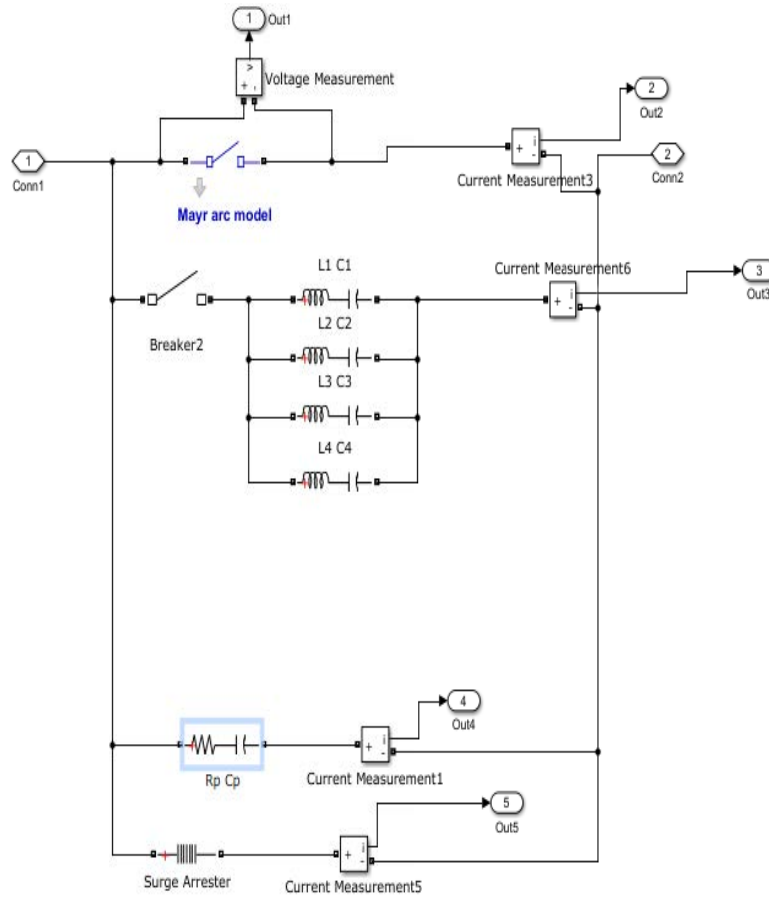 1
Out1
Voltage Measurement
+ -
1
Conn1
Mayr arc model
+ i -
Current Measurement3
2
Out2
2
Conn2
Breaker2
L1 C1
L2 C2
L3 C3
L4 C4
Current Measurement6
+ i -
3
Out3
Rp Cp
+ i -
Current Measurement1
4
Out4
Surge Arrester
+ i -
Current Measurement5
5
Out5